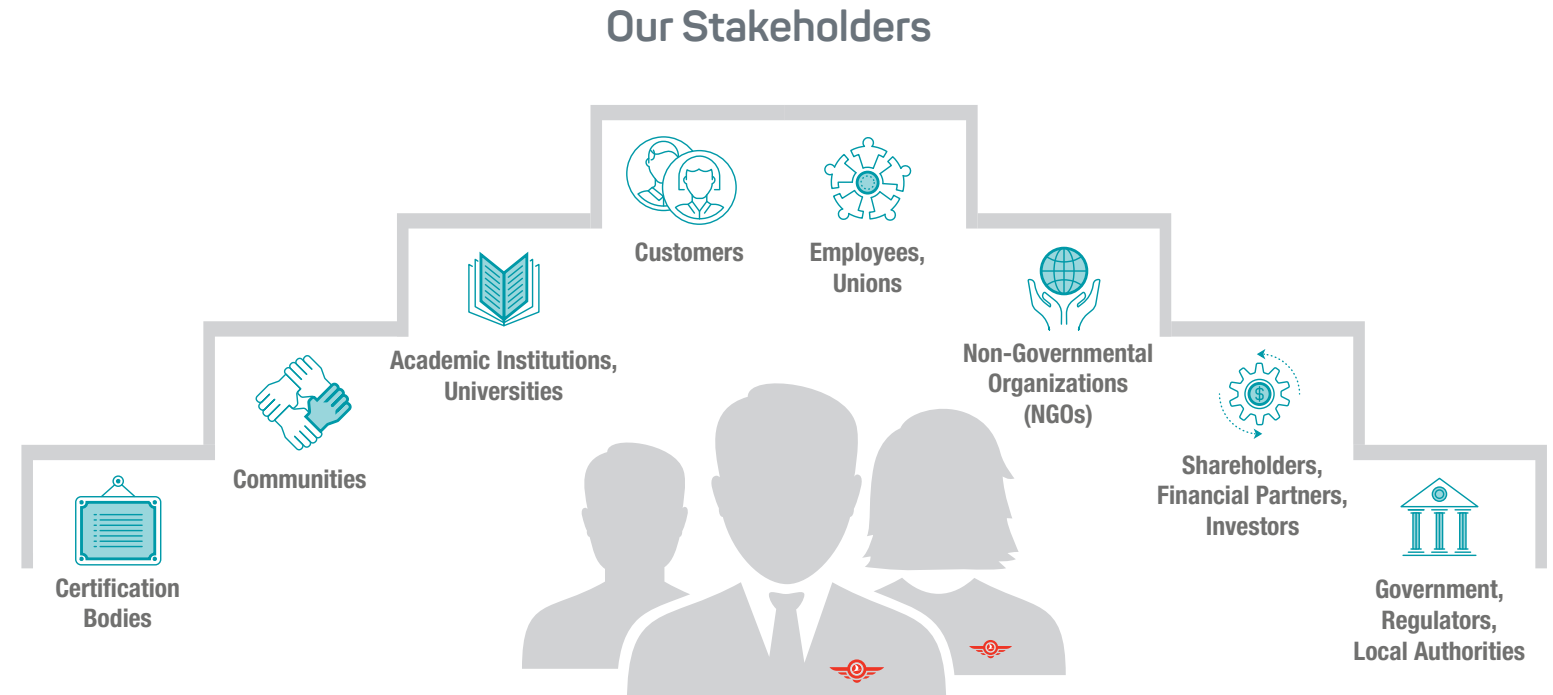 Our Stakeholders
Customers
Employees,
Unions
Academic Institutions,
Universities
Non-Governmental
Organizations
(NGOs)
Communities
Shareholders,
Financial Partners,
Investors
Certification
Bodies
Government,
Regulators,
Local Authorities
$